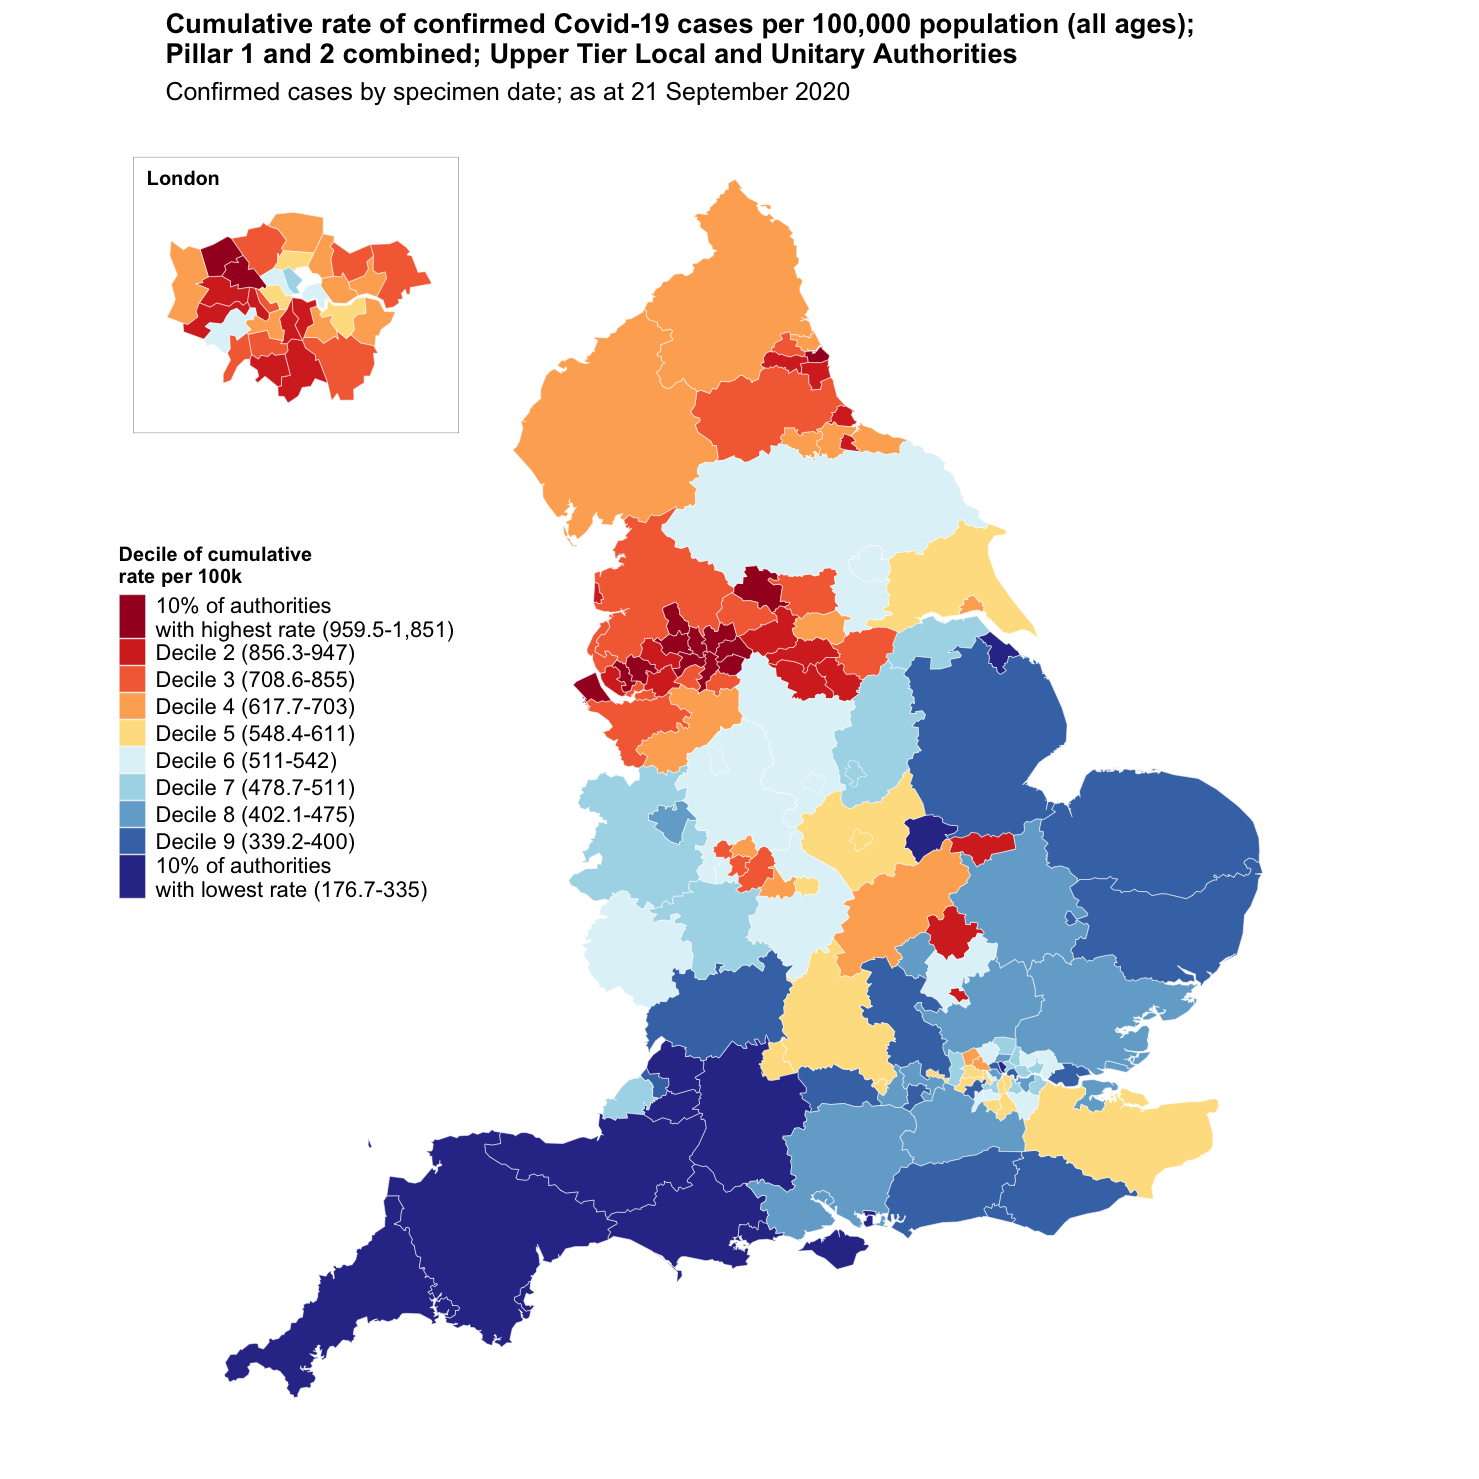 Cumulative rate of confirmed Covid-19 cases per 100,000 population (all ages);
Pillar 1 and 2 combined; Upper Tier Local and Unitary Authorities
Confirmed cases by specimen date; as at 21 September 2020
London
Decile of cumulative
rate per 100k
10% of authorities
with highest rate (959.5-1,851)
Decile 2 (856.3-947)
Decile 3 (708.6-855)
Decile 4 (617.7-703)
Decile 5 (548.4-611)
Decile 6 (511-542)
Decile 7 (478.7-511)
Decile 8 (402.1-475)
Decile 9 (339.2-400)
10% of authorities
with lowest rate (176.7-335)